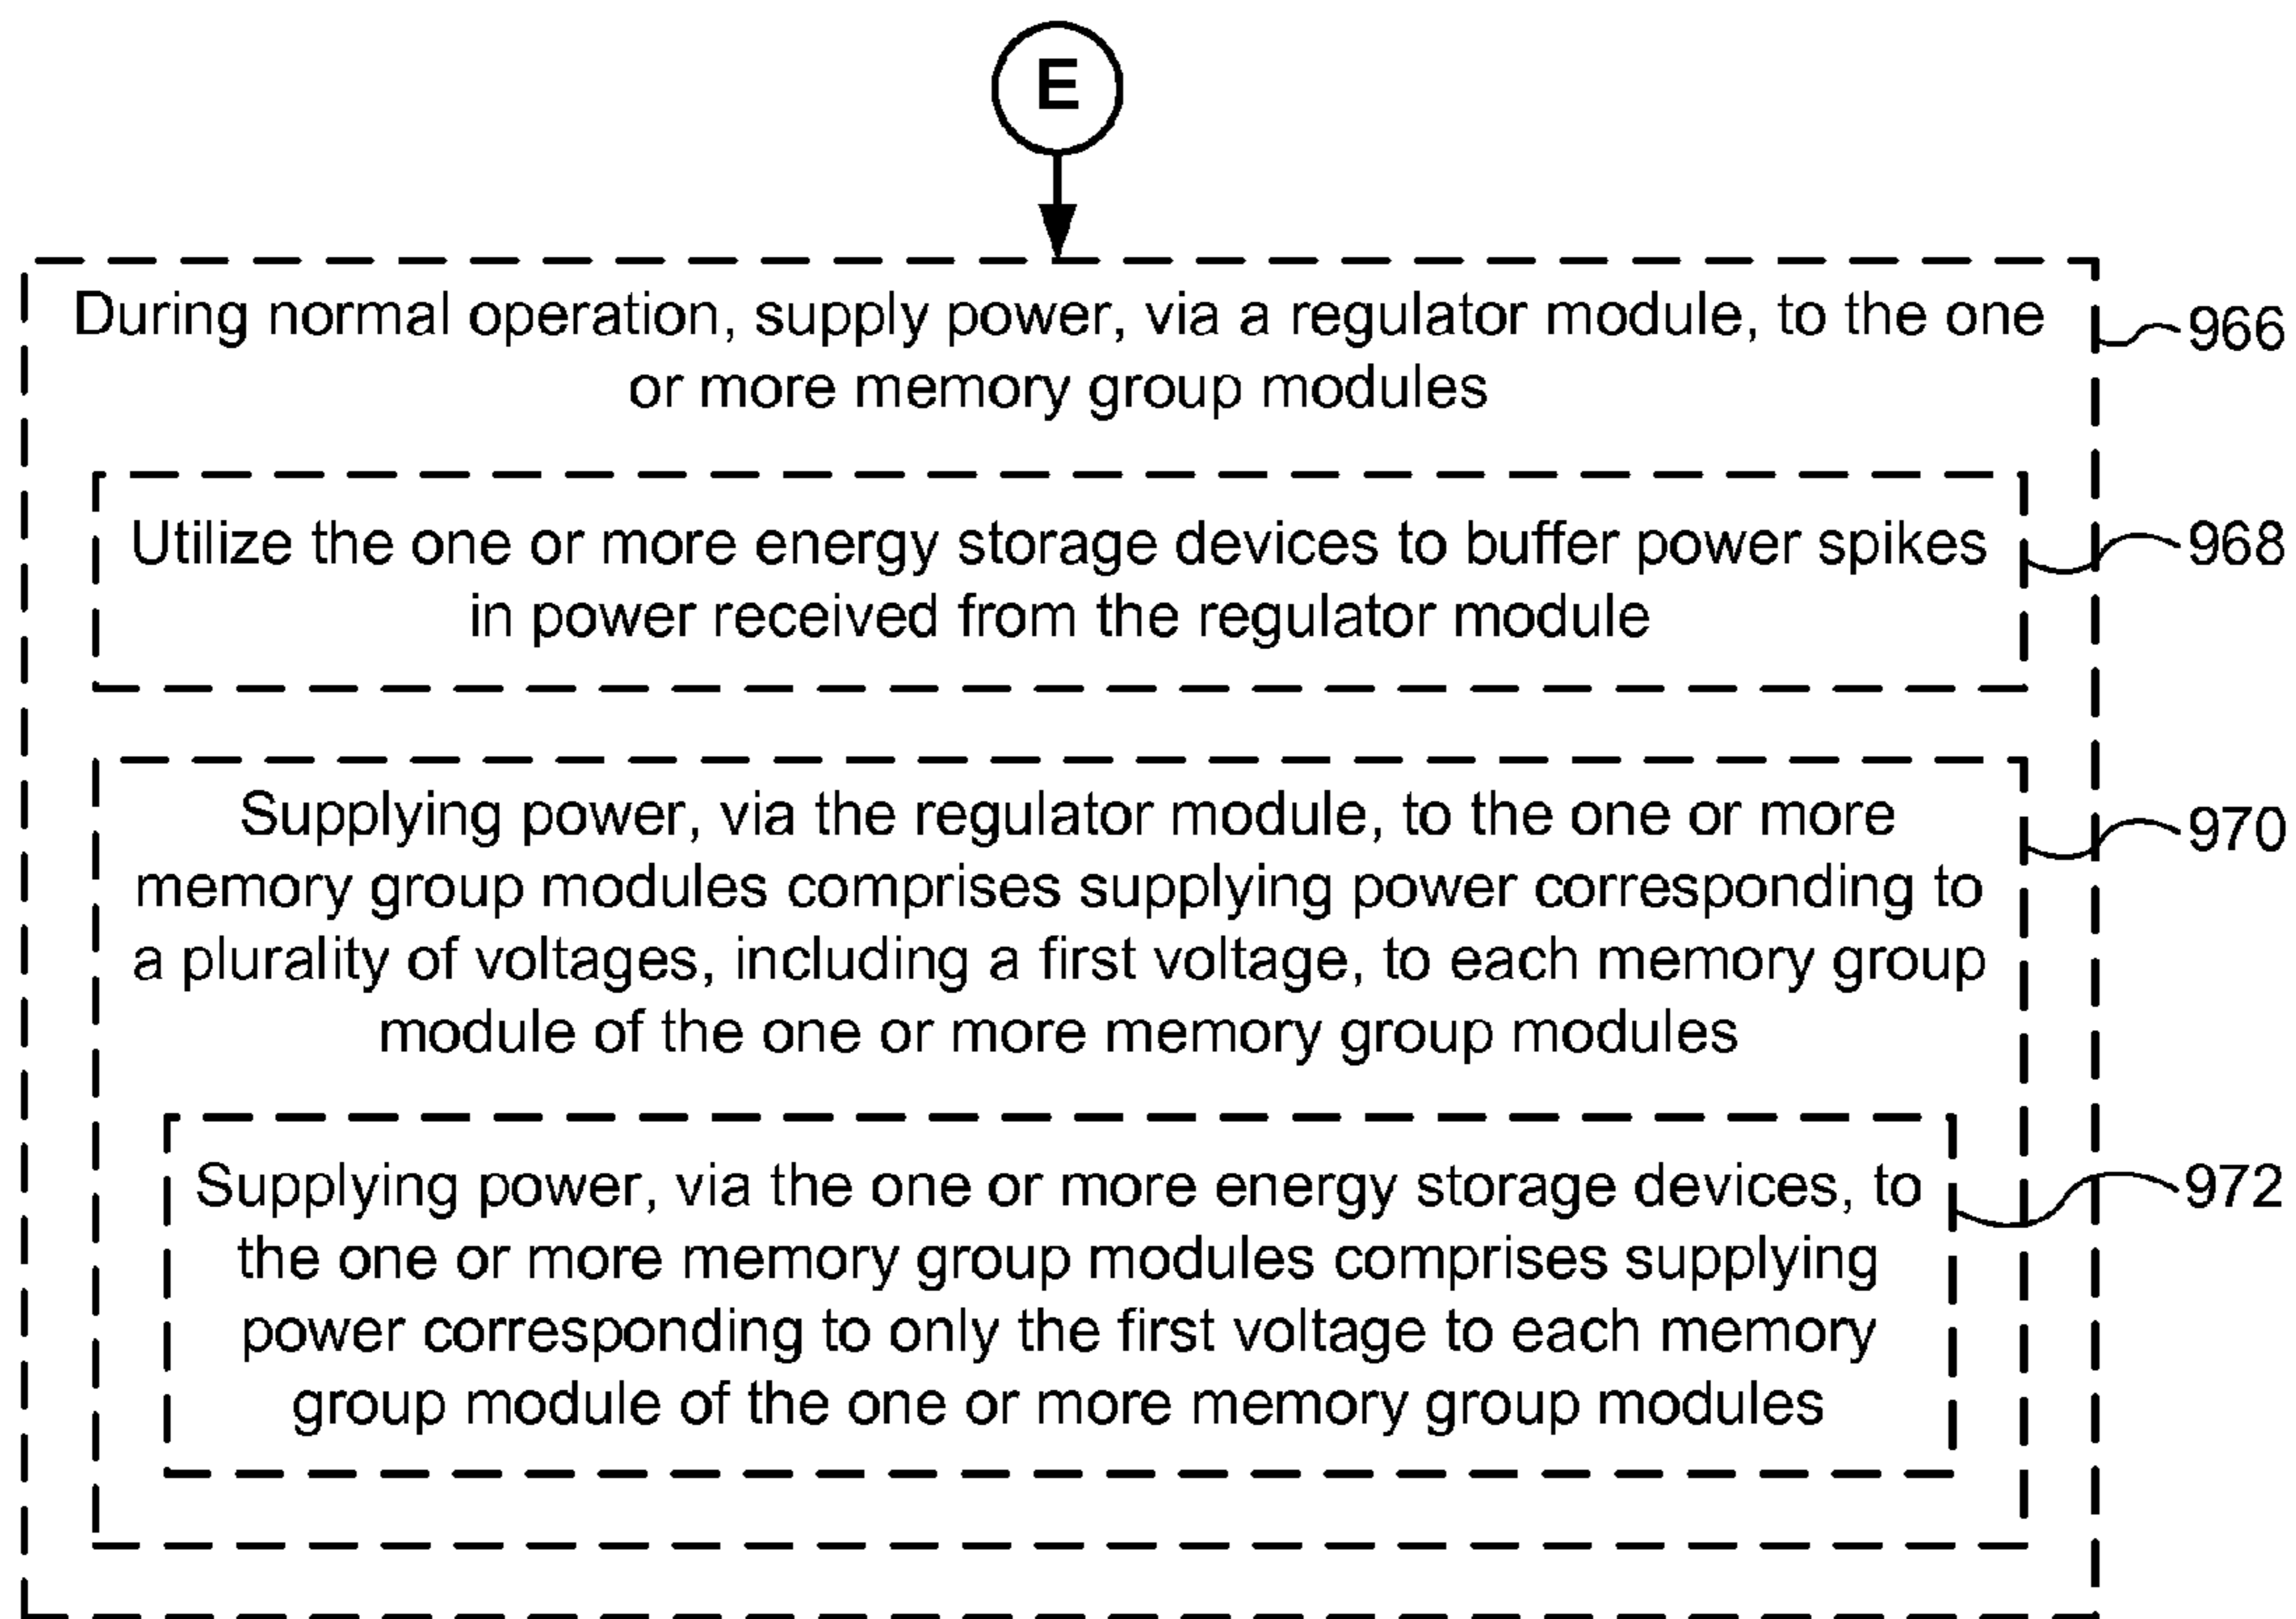 E
During normal operation, supply power, via a regulator module, to the one
or more memory group modules
966
Utilize the one or more energy storage devices to buffer power spikes
in power received from the regulator module
968
Supplying power, via the regulator module, to the one or more
memory group modules comprises supplying power corresponding to
a plurality of voltages, including a first voltage, to each memory group
module of the one or more memory group modules
970
Supplying power, via the one or more energy storage devices, to
the one or more memory group modules comprises supplying
power corresponding to only the first voltage to each memory
group module of the one or more memory group modules
972